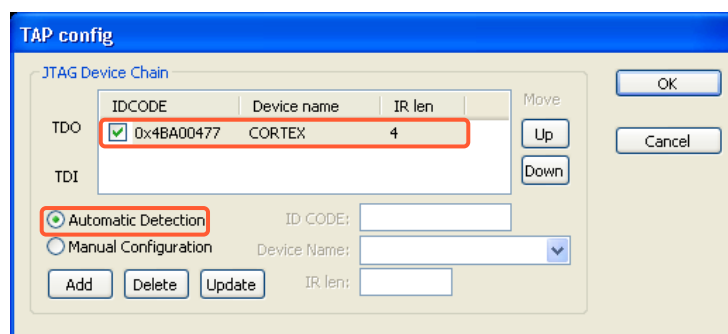 TAP config
JTAG Device Chain
OK
IDCODE Device name IR len Move
TDO 0x4BA00477 CORTEX 4 Up
Cancel
TDI Down
Automatic Detection ID CODE:
Manual Configuration Device Name:
Add Delete Update IR len: